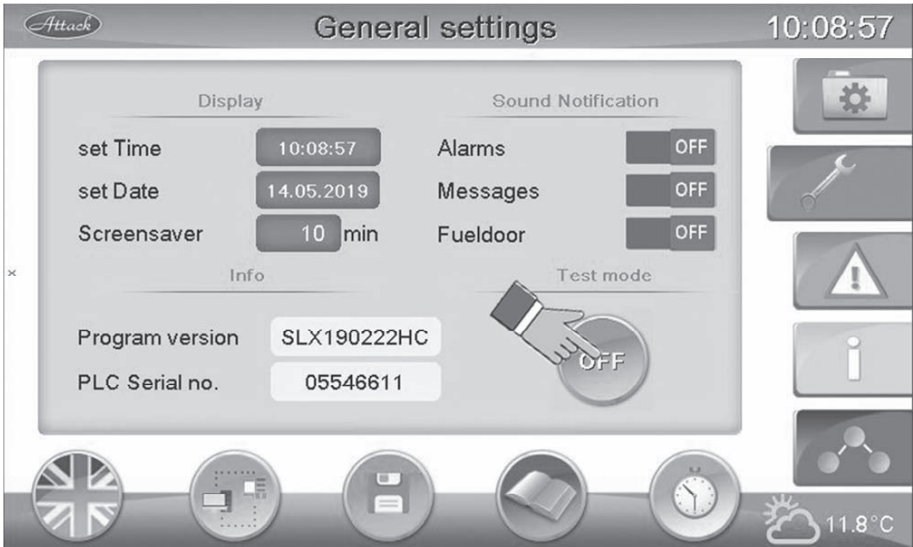 Attack
General settings
10:08:57
Display
set Time 10:08:57
set Date 14.05.2019
Screensaver 10 min
Sound Notification
Alarms OFF
Messages OFF
Fueldoor OFF
Info
Program version SLX190222HC
PLC Serial no. 05546611
Test mode
OFF
x
i
11.8°C